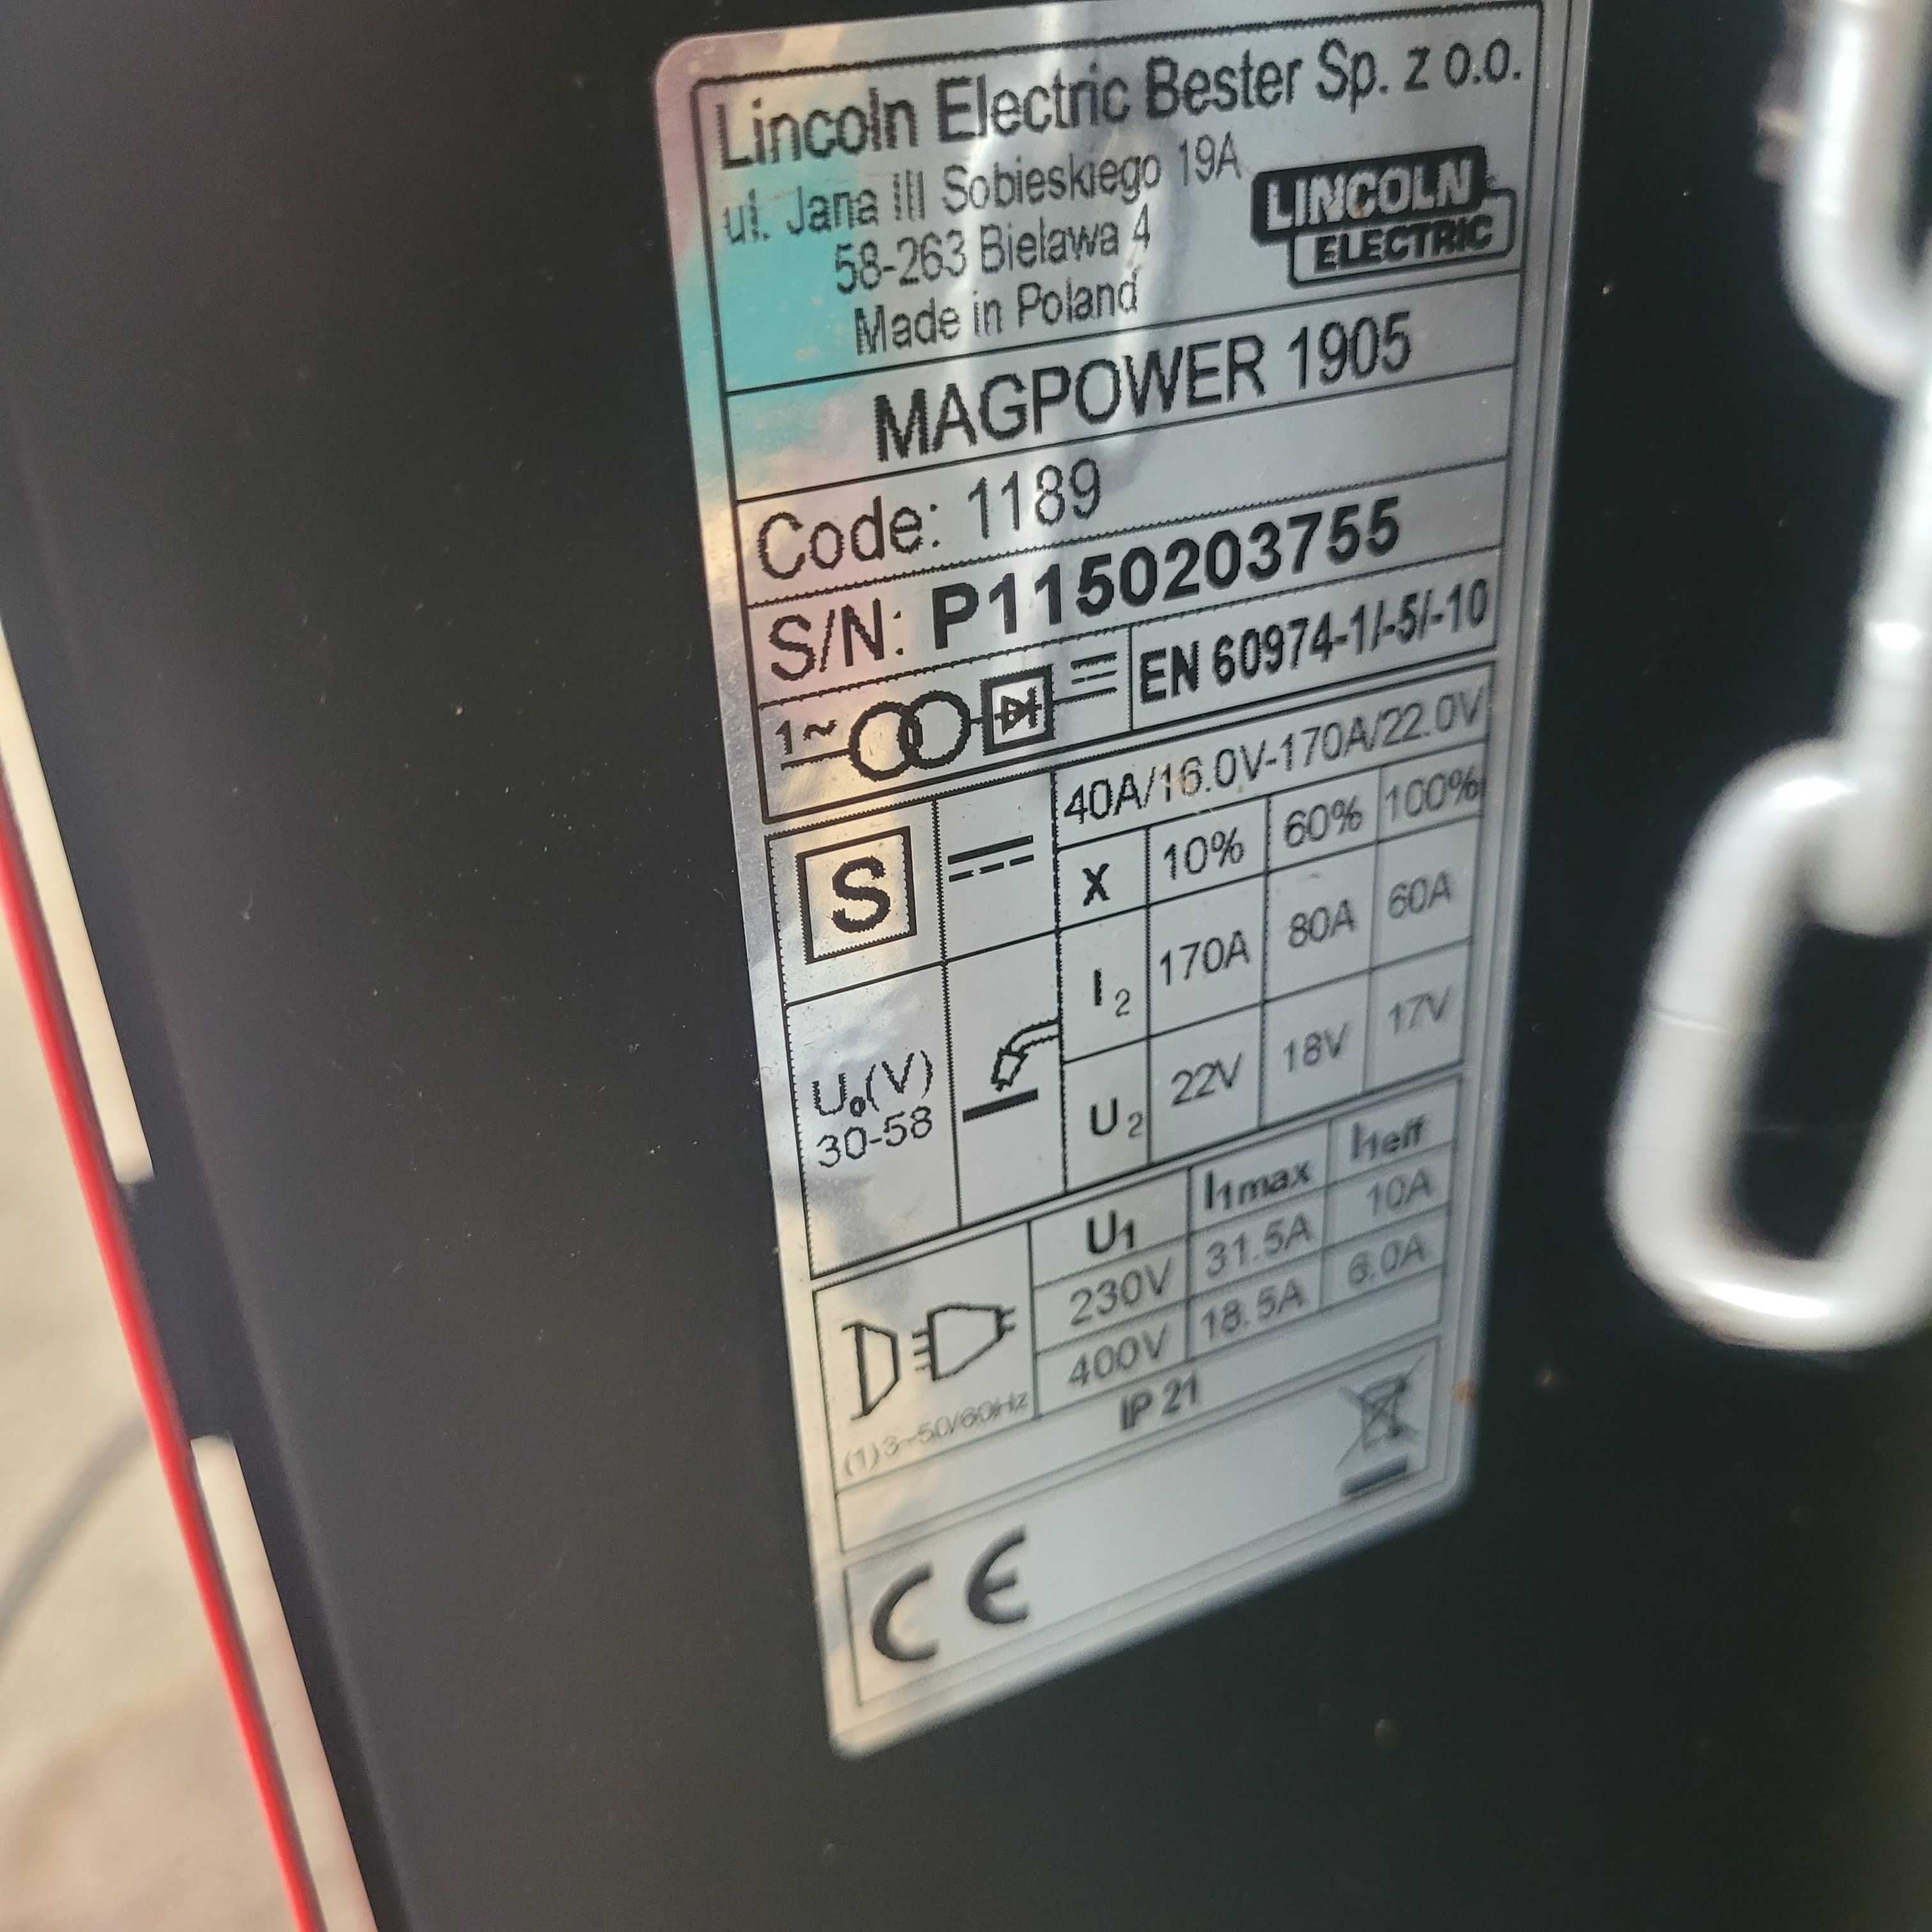 Lincoln Electric Bester Sp. z o.o.
ul. Jana III Sobieskiego 19A
58-263 Bielawa 4
Made in Poland
LINCOLN
ELECTRIC
MAGPOWER 1905
Code: 1189
S/N: P1150203755
1~ EN 60974-1/-5/-10
S 40A/16.0V-170A/22.0V
X 10% 60% 100%
I2 170A 80A 60A
U0(V)
30-58
U2 22V 18V 17V
U1 I1max I1eff
230V 31.5A 10A
400V 18.5A 6.0A
(1)3~50/60Hz
IP 21
CE